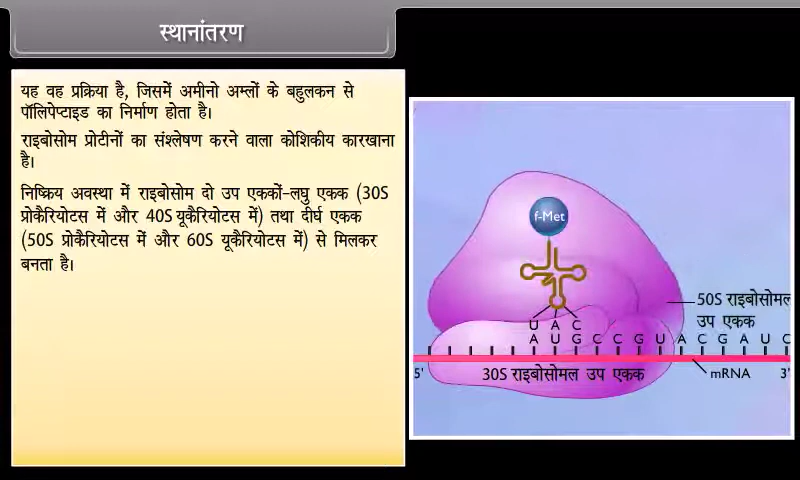 स्थानांतरण
यह वह प्रक्रिया है, जिसमें अमीनो अम्लों के बहुलकन से
पॉलिपेप्टाइड का निर्माण होता है।
राइबोसोम प्रोटीनों का संश्लेषण करने वाला कोशिकीय कारखाना
है।
निष्क्रिय अवस्था में राइबोसोम दो उप एककों-लघु एकक (30S
प्रोकैरियोटस में और 40S यूकैरियोटस में) तथा दीर्घ एकक
(50S प्रोकैरियोटस में और 60S यूकैरियोटस में) से मिलकर
बनता है।
f-Met
50S राइबोसोमल
उप एकक
U A C
A U G C C G U A C G A U C
5' 30S राइबोसोमल उप एकक mRNA 3'